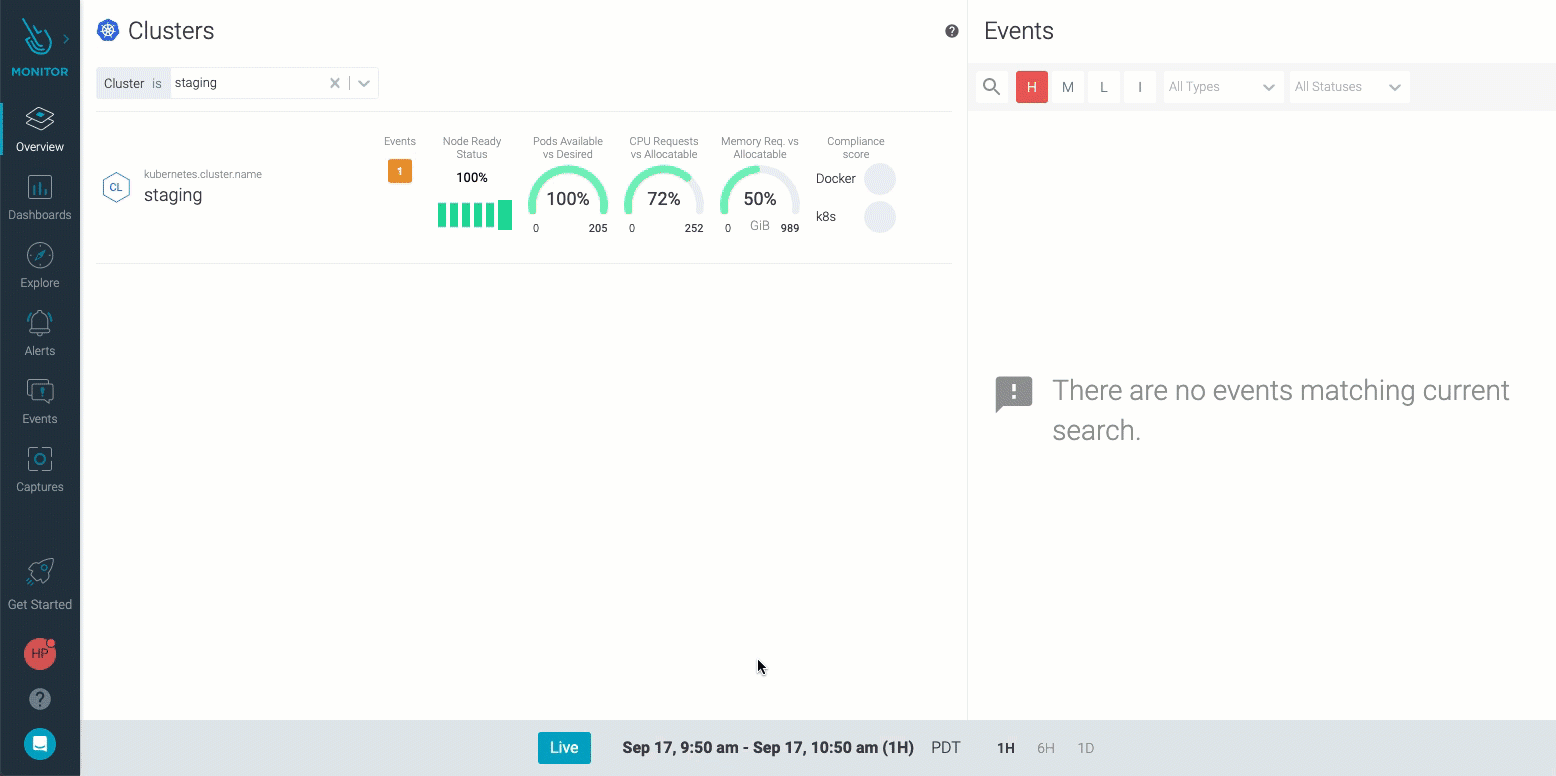 MONITOR
Overview
Dashboards
Explore
Alerts
Events
Captures
Get Started
HP
?
Clusters
?
Cluster is staging
CL
kubernetes.cluster.name
staging
Events
1
Node Ready
Status
100%
Pods Available
vs Desired
100%
0 205
CPU Requests
vs Allocatable
72%
0 252
Memory Req. vs
Allocatable
50%
0 GiB 989
Compliance
score
Docker
k8s
Events
H M L I All Types All Statuses
There are no events matching current
search.
Live Sep 17, 9:50 am - Sep 17, 10:50 am (1H) PDT 1H 6H 1D